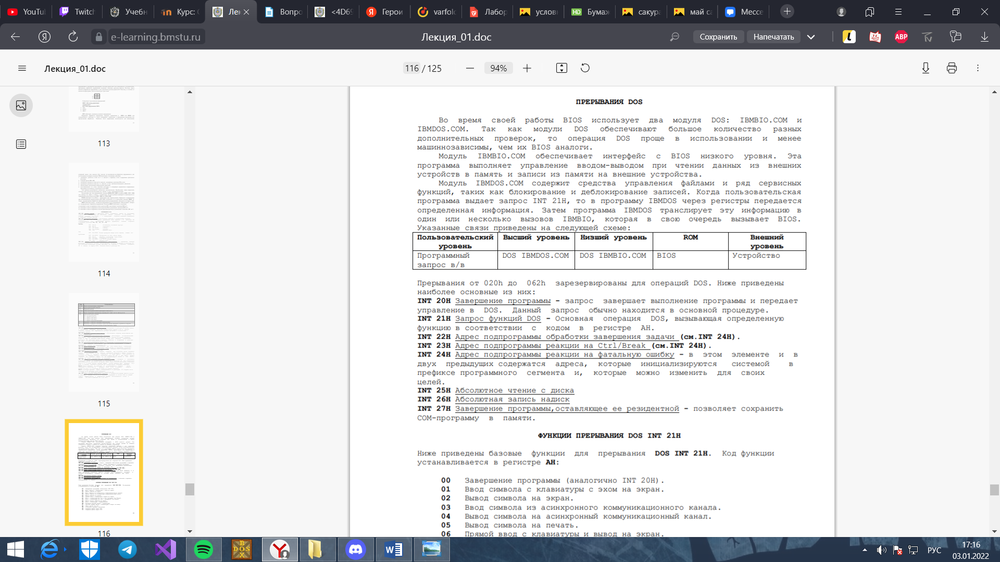 YouTu
Twitch
Учебн
Курс: С
Лек
Вопро
<4D69
Герои
varfolo
Лабор
услови
Бумаж
сакура
май са
Мессе
e-learning.bmstu.ru
Лекция_01.doc
Сохранить
Напечатать
ABP
Лекция_01.doc
116 / 125
94%
113
114
115
116
ПРЕРЫВАНИЯ DOS
Во время своей работы BIOS использует два модуля DOS: IBMBIO.COM и
IBMDOS.COM. Так как модули DOS обеспечивают большое количество разных
дополнительных проверок, то операция DOS проще в использовании и менее
машиннозависимы, чем их BIOS аналоги.
Модуль IBMBIO.COM обеспечивает интерфейс с BIOS низкого уровня. Эта
программа выполняет управление вводом-выводом при чтении данных из внешних
устройств в память и записи из памяти на внешние устройства.
Модуль IBMDOS.COM содержит средства управления файлами и ряд сервисных
функций, таких как блокирование и деблокирование записей. Когда пользовательская
программа выдает запрос INT 21H, то в программу IBMDOS через регистры передается
определенная информация. Затем программа IBMDOS транслирует эту информацию в
один или несколько вызовов IBMBIO, которая в свою очередь вызывает BIOS.
Указанные связи приведены на следующей схеме:
Пользовательский уровень
Высший уровень
Низший уровень
ROM
Внешний уровень
Программный запрос в/в
DOS IBMDOS.COM
DOS IBMBIO.COM
BIOS
Устройство
Прерывания от 020h до 062h зарезервированы для операций DOS. Ниже приведены
наиболее основные из них:
INT 20H Завершение программы - запрос завершает выполнение программы и передает
управление в DOS. Данный запрос обычно находится в основной процедуре.
INT 21H Запрос функций DOS - Основная операция DOS, вызывающая определенную
функцию в соответствии с кодом в регистре AH.
INT 22H Адрес подпрограммы обработки завершения задачи (см.INT 24H).
INT 23H Адрес подпрограммы реакции на Ctrl/Break (см.INT 24H).
INT 24H Адрес подпрограммы реакции на фатальную ошибку - в этом элементе и в
двух предыдущих содержатся адреса, которые инициализируются системой в
префиксе программного сегмента и, которые можно изменить для своих
целей.
INT 25H Абсолютное чтение с диска
INT 26H Абсолютная запись надиск
INT 27H Завершение программы,оставляющее ее резидентной - позволяет сохранить
COM-программу в памяти.
ФУНКЦИИ ПРЕРЫВАНИЯ DOS INT 21H
Ниже приведены базовые функции для прерывания DOS INT 21H. Код функции
устанавливается в регистре AH:
00 Завершение программы (аналогично INT 20H).
01 Ввод символа с клавиатуры с эхом на экран.
02 Вывод символа на экран.
03 Ввод символа из асинхронного коммуникационного канала.
04 Вывод символа на асинхронный коммуникационный канал.
05 Вывод символа на печать.
06 Прямой ввод с клавиатуры и вывод на экран.
РУС
17:16
03.01.2022